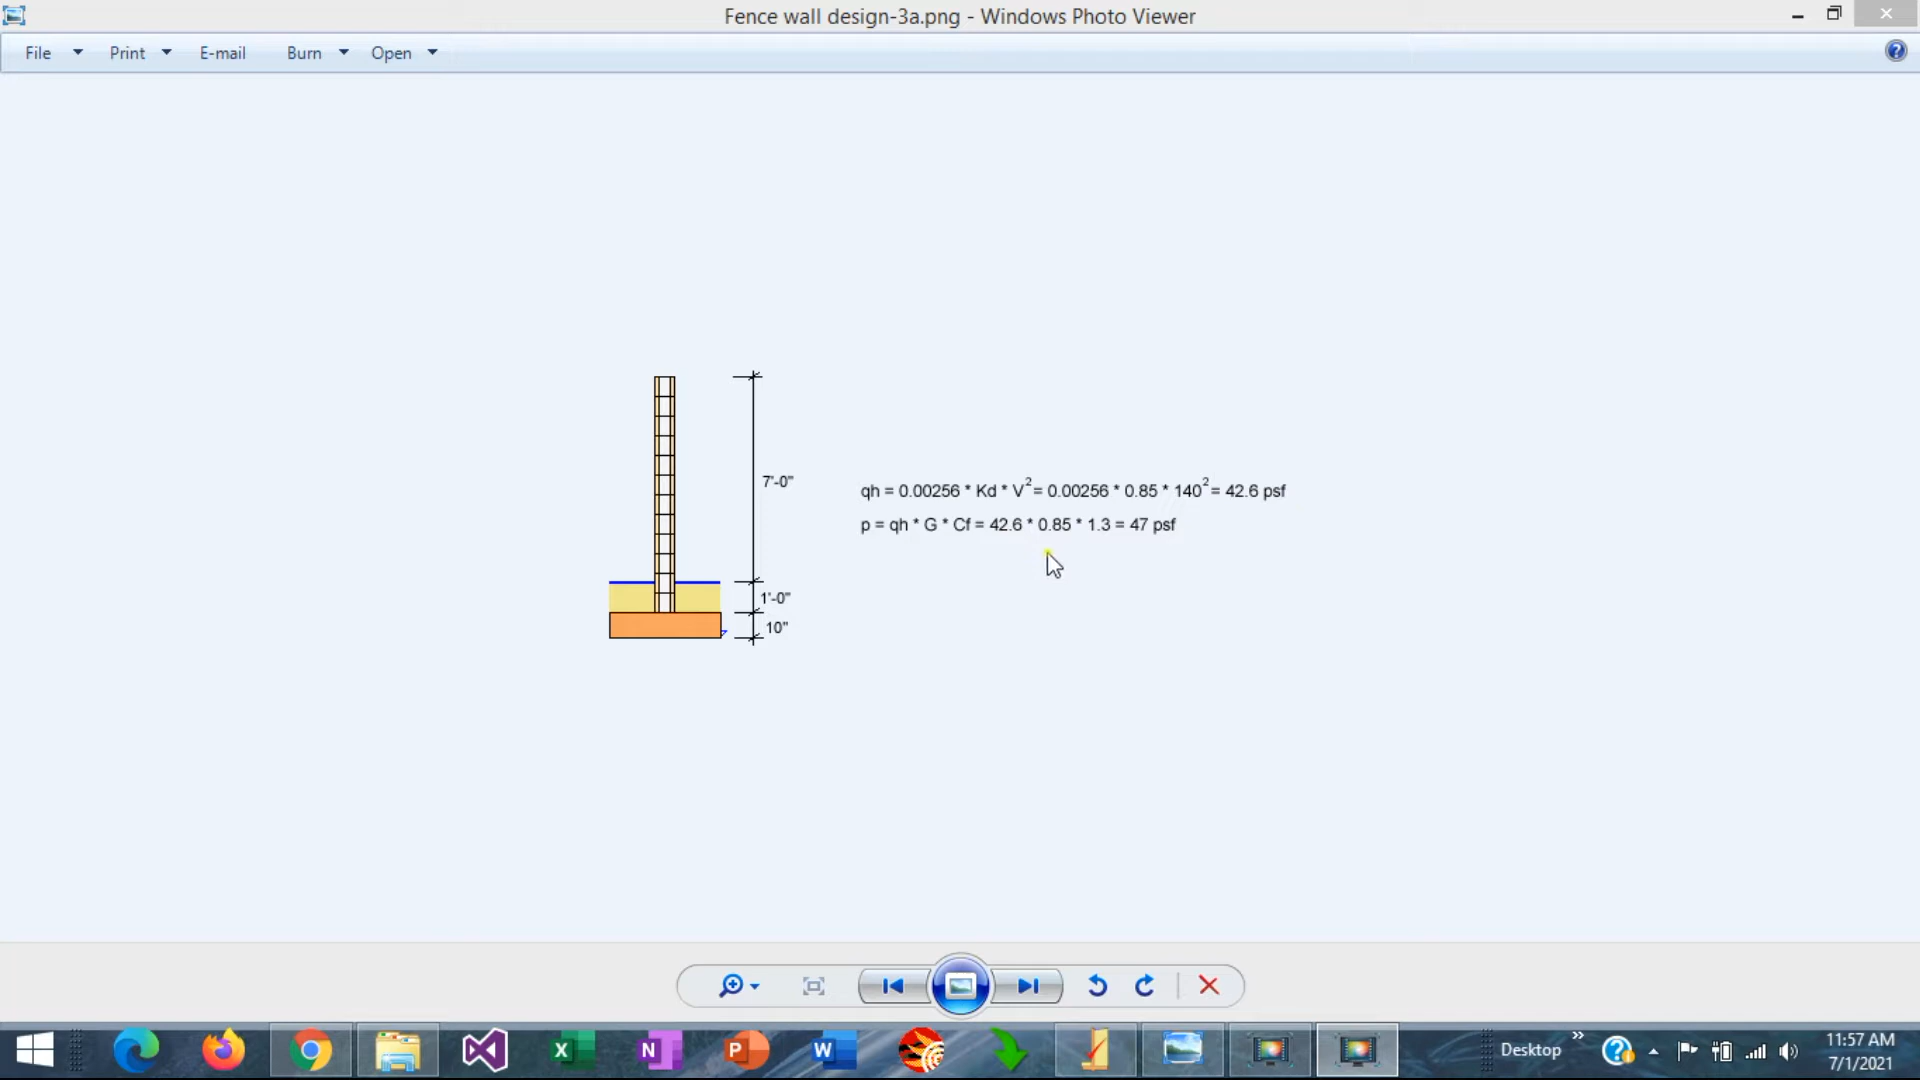 Fence wall design-3a.png - Windows Photo Viewer
File Print E-mail Burn Open
7'-0"
qh = 0.00256 * Kd * V² = 0.00256 * 0.85 * 140² = 42.6 psf
p = qh * G * Cf = 42.6 * 0.85 * 1.3 = 47 psf
1'-0"
10"
Desktop
11:57 AM
7/1/2021